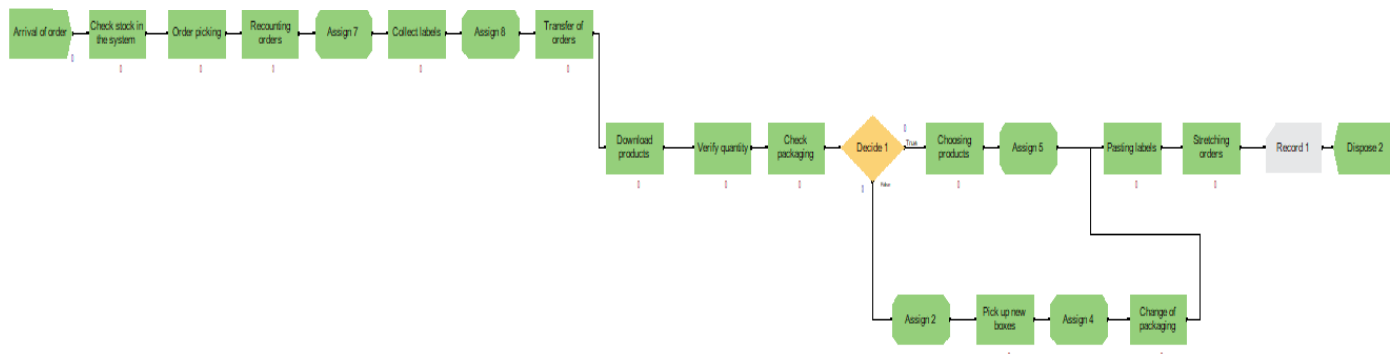 Arrival of order
Check stock in
the system
Order picking
Recounting
orders
Assign 7
Collect labels
Assign 8
Transfer of
orders
Download
products
Verify quantity
Check
packaging
Decide 1
True
False
Choosing
products
Assign 5
Pasting labels
Stretching
orders
Record 1
Dispose 2
Assign 2
Pick up new
boxes
Assign 4
Change of
packaging